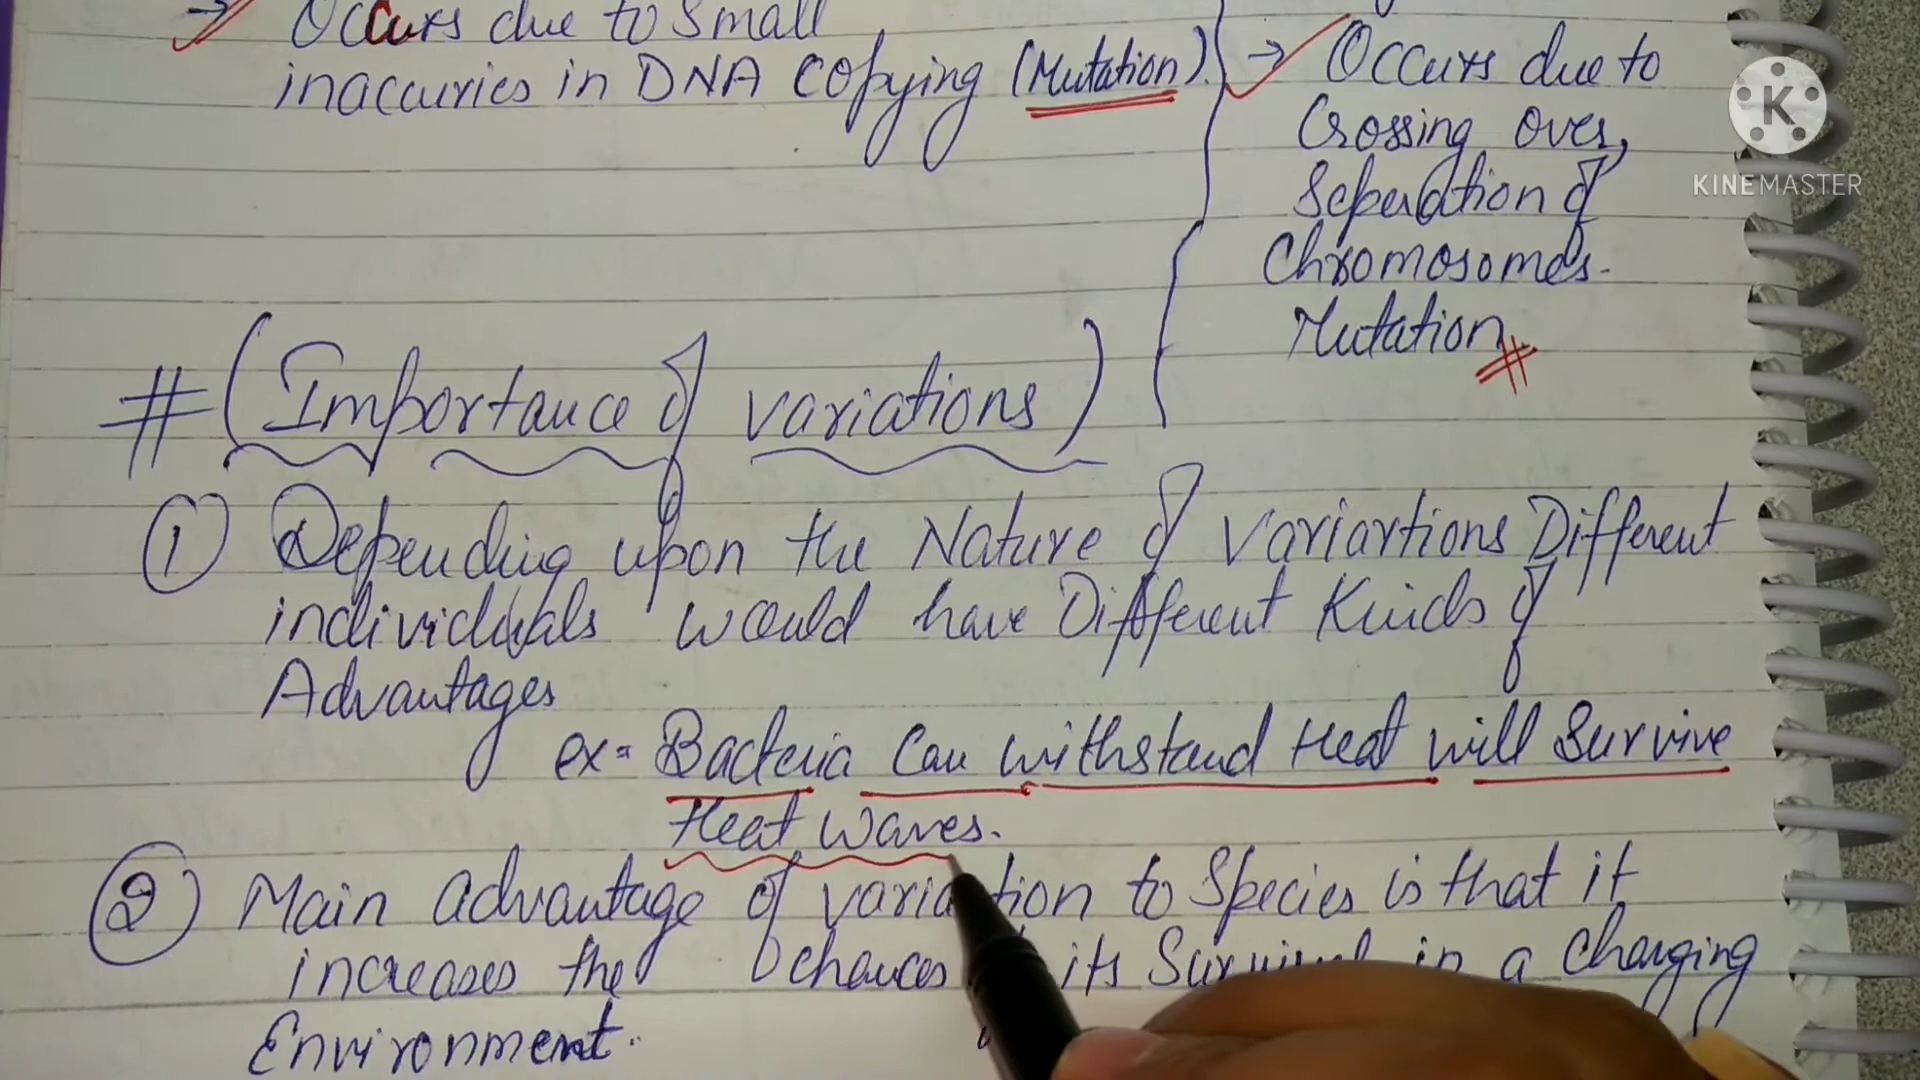 → Occurs due to Small
inaccuries in DNA Copying (Mutation).
→ Occurs due to
Crossing over,
Seperation of
Chromosomes.
Mutation
# (Importance of variations)
① Depending upon the Nature of Variartions Different
individuals would have Different Kinds of
Advantages
ex = Bacteria Can withstand Heat will Survive
Heat waves.
② Main advantage of variation to Species is that it
increases the chances its Survival in a Changing
Environment.
K
KINEMASTER